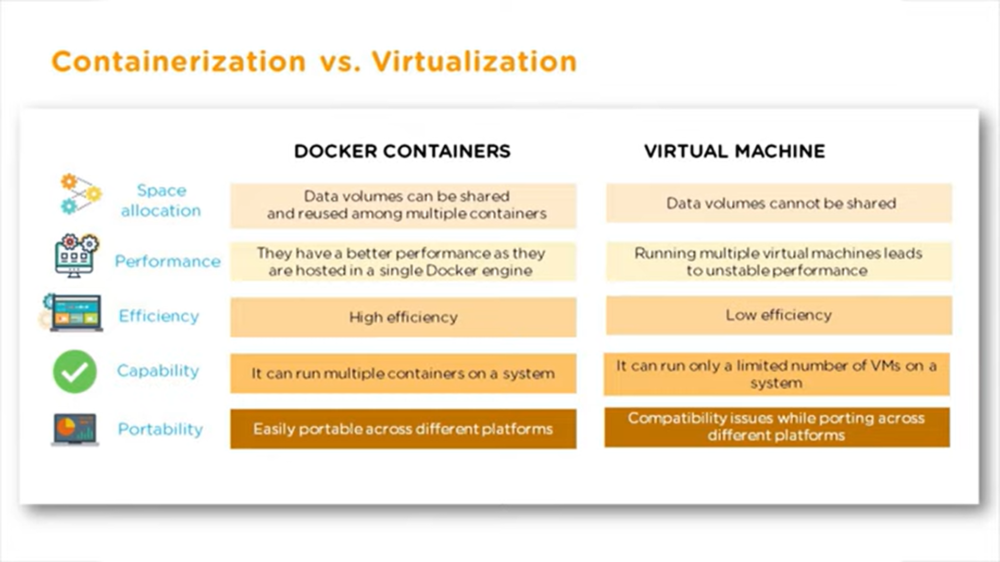 Containerization vs. Virtualization
DOCKER CONTAINERS
VIRTUAL MACHINE
Space
allocation
Data volumes can be shared
and reused among multiple containers
Data volumes cannot be shared
Performance
They have a better performance as they
are hosted in a single Docker engine
Running multiple virtual machines leads
to unstable performance
Efficiency
High efficiency
Low efficiency
Capability
It can run multiple containers on a system
It can run only a limited number of VMs on a
system
Portability
Easily portable across different platforms
Compatibility issues while porting across
different platforms